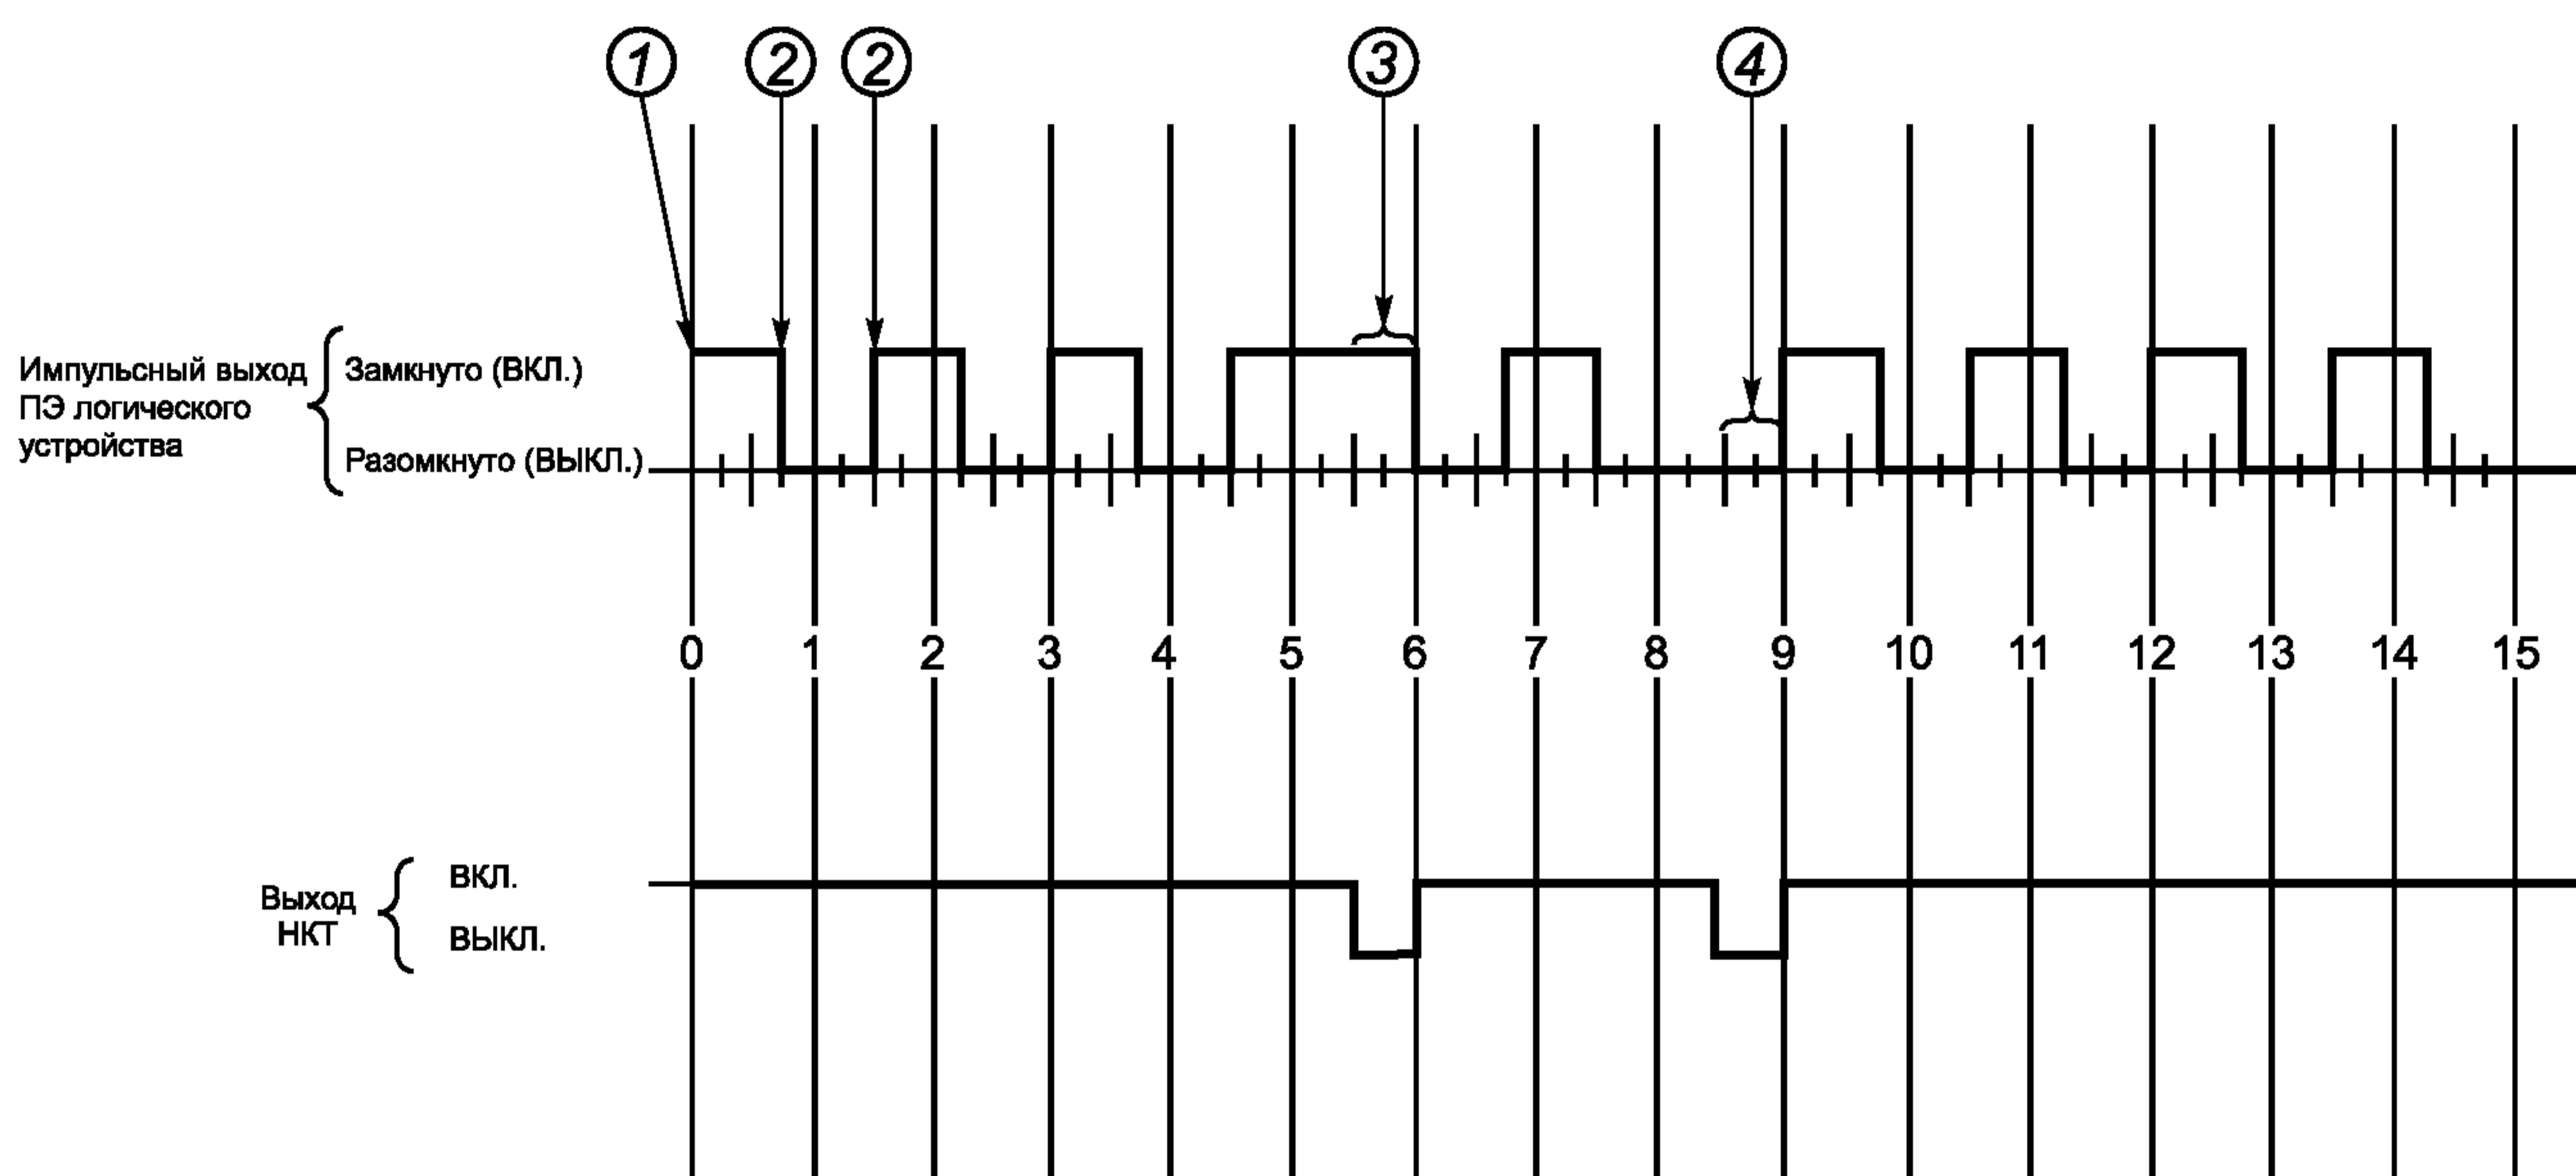 1 2 2 3 4
Импульсный выход
ПЭ логического
устройства
Замкнуто (ВКЛ.)
Разомкнуто (ВЫКЛ.)
0 1 2 3 4 5 6 7 8 9 10 11 12 13 14 15
Выход
НКТ
ВКЛ.
ВЫКЛ.